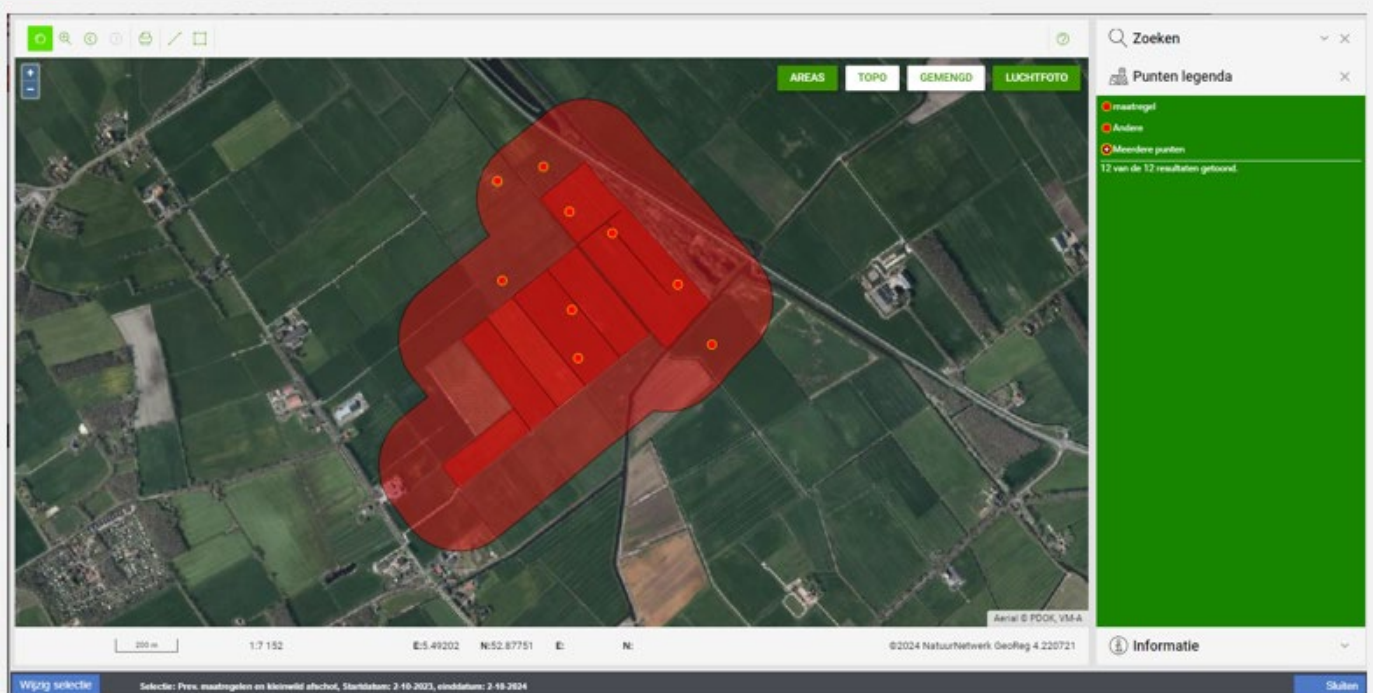 Zoeken
Punten legenda
AREAS
TOPO
GEMENGD
LUCHTFOTO
maatregel
Andere
Meerdere punten
12 van de 12 resultaten getoond.
Aerial © PDOK, VM-A
200 m
1:7 152
E:5.49202
N:52.87751
E:
N:
©2024 NatuurNetwerk GeoReg 4.220721
Informatie
Wijzig selectie
Selectie: Prev. maatregelen en kleinwild afschot, Startdatum: 2-10-2023, einddatum: 2-10-2024
Sluiten